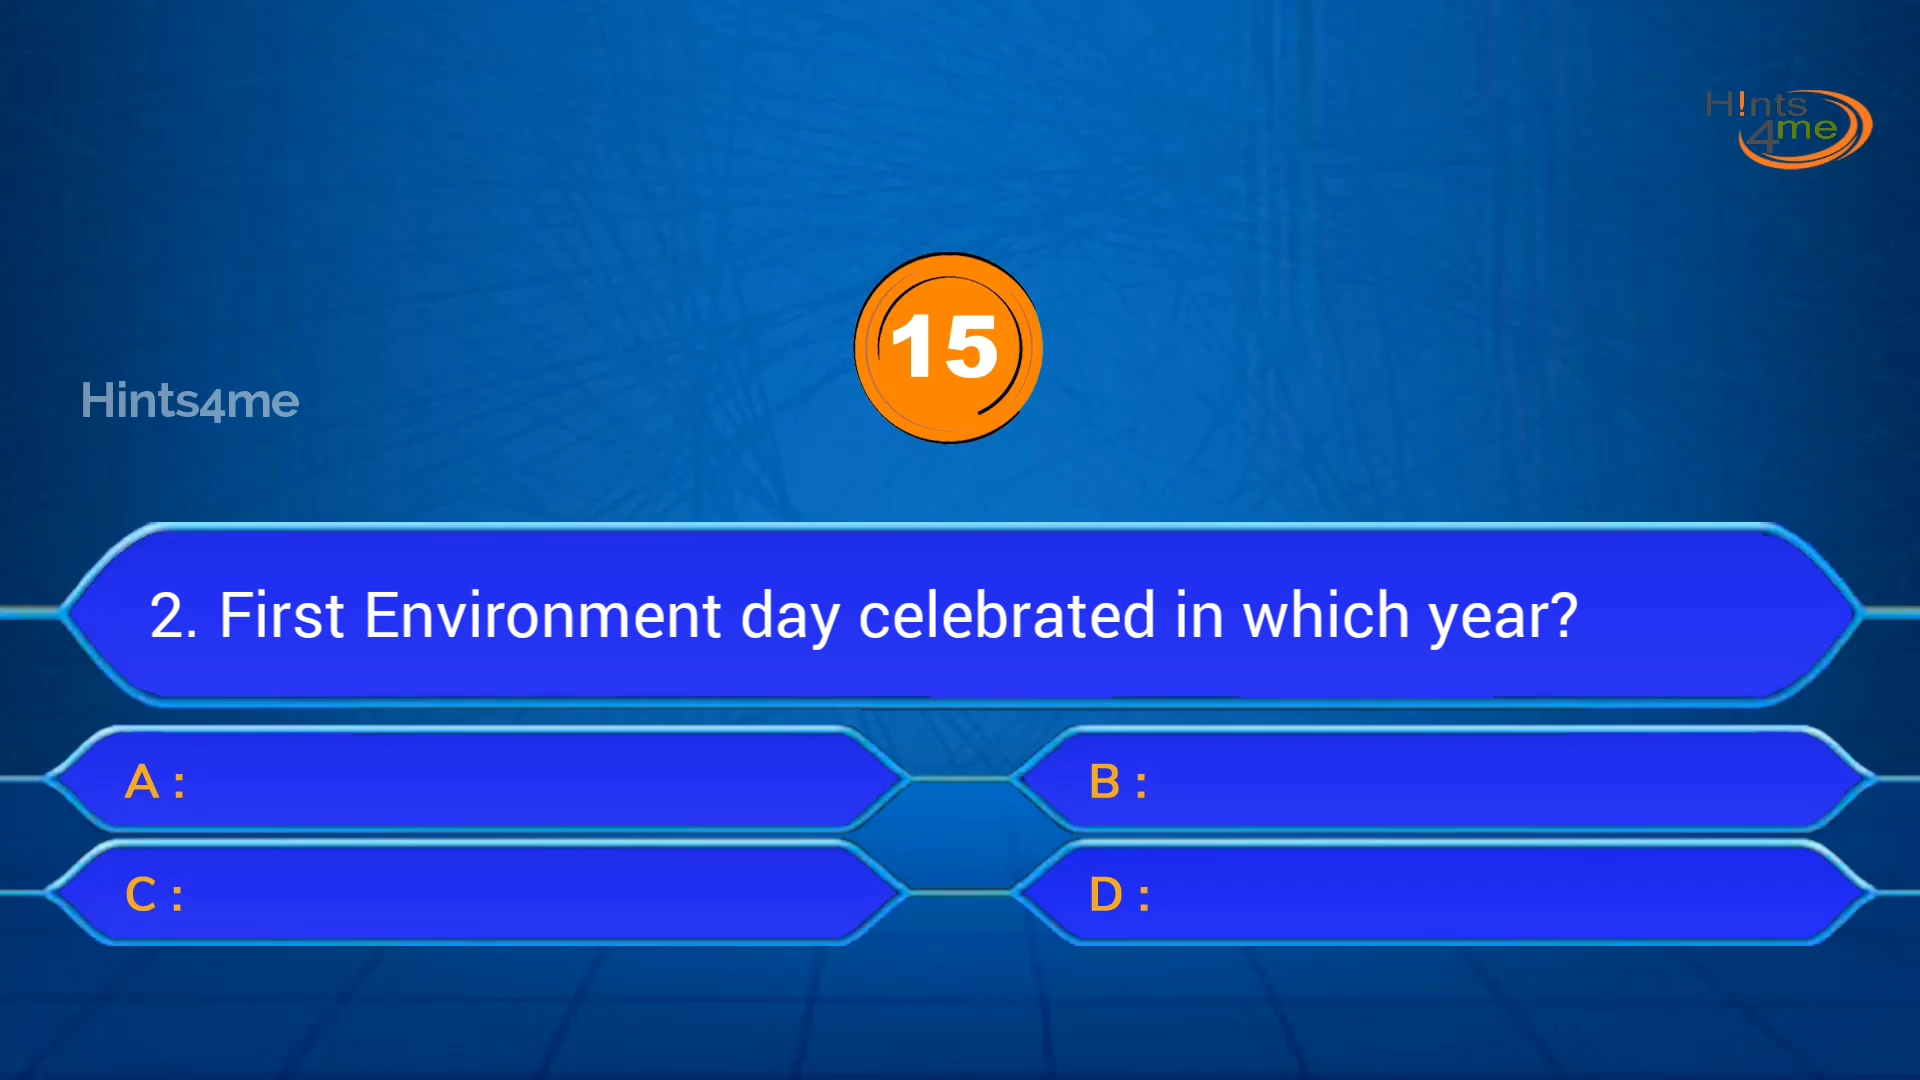 H!nts
4me
15
Hints4me
2. First Environment day celebrated in which year?
A :
B :
C :
D :